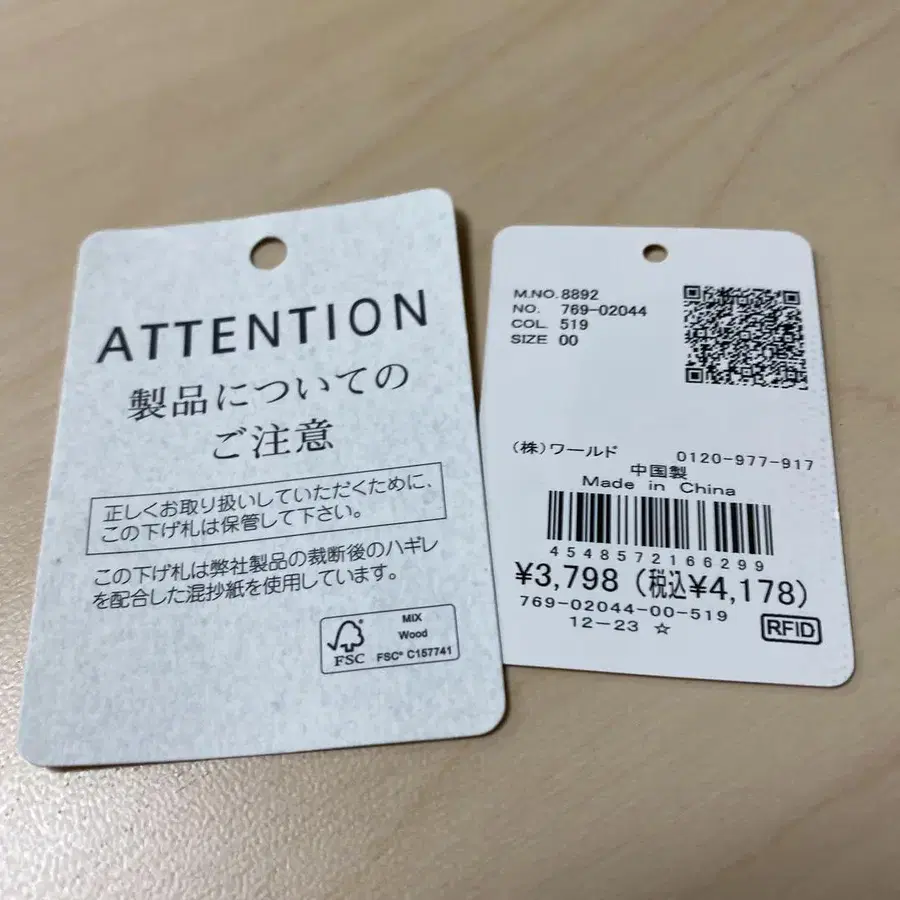 ATTENTION
製品についての
ご注意
正しくお取り扱いしていただくために、
この下げ札は保管して下さい。
この下げ札は弊社製品の裁断後のハギレ
を配合した混抄紙を使用しています。
FSC
MIX
Wood
FSC® C157741
M.NO. 8892
NO. 769-02044
COL. 519
SIZE 00
(株)ワールド 0120-977-917
中国製
Made in China
4548572166299
¥3,798 (税込¥4,178)
769-02044-00-519
12-23 ☆
RFID